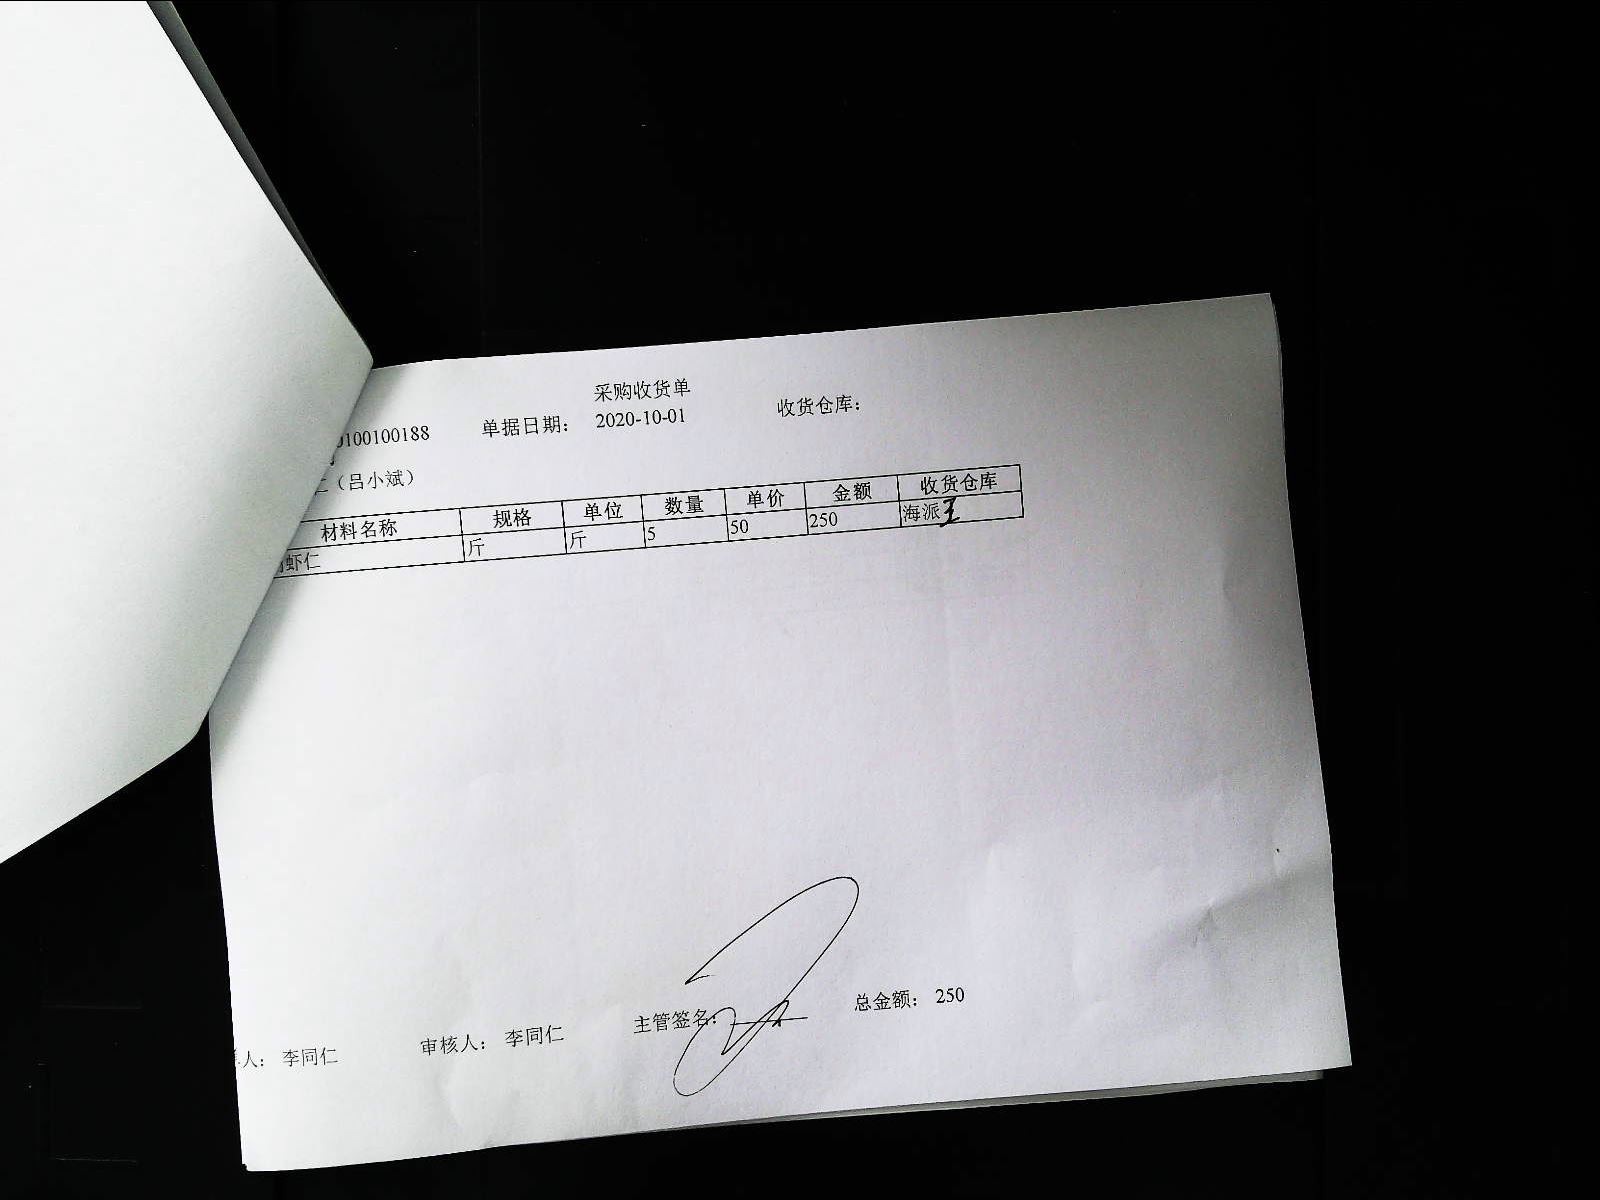 采购收货单
0100100188 单据日期： 2020-10-01 收货仓库：
（吕小斌）
材料名称 规格 单位 数量 单价 金额 收货仓库
虾仁 斤 斤 5 50 250 海派
人： 李同仁 审核人： 李同仁 主管签名： 总金额： 250